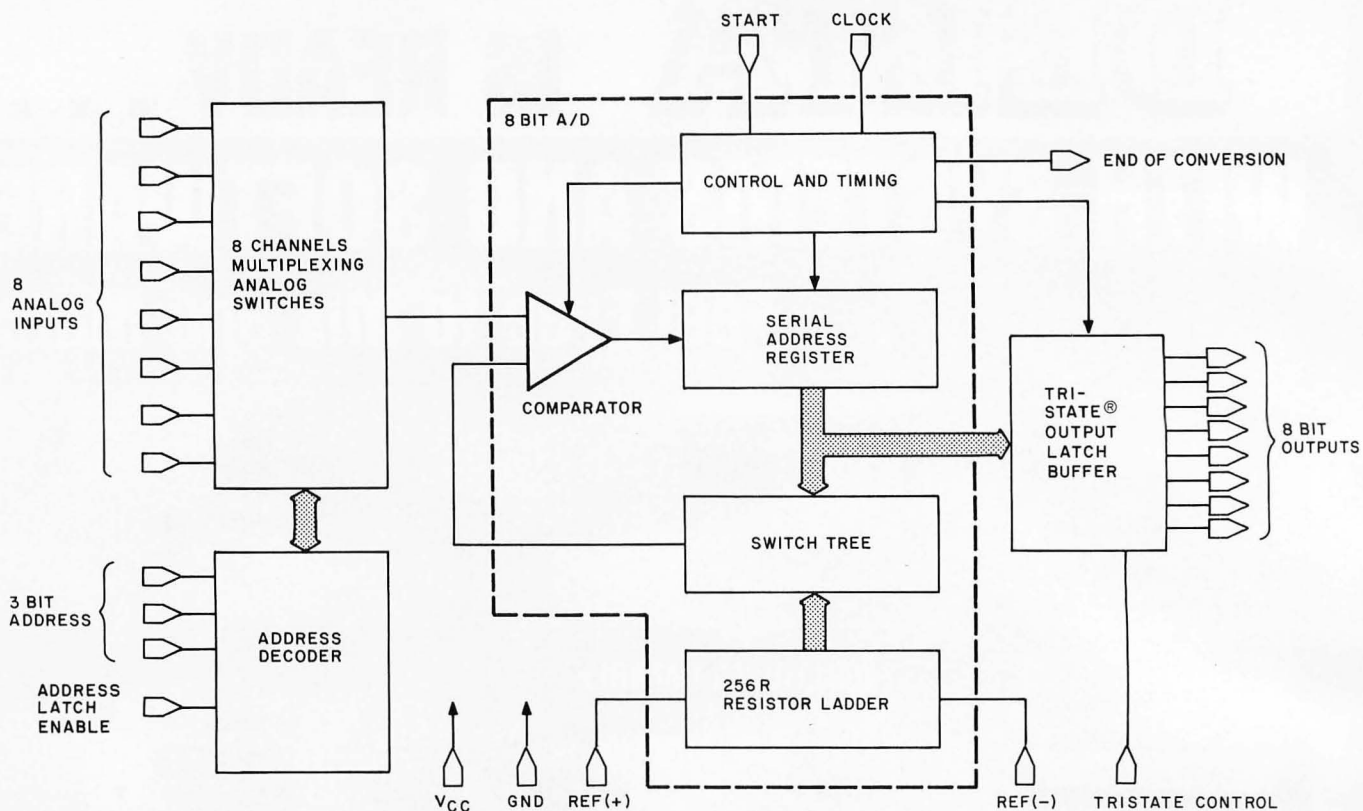 START
CLOCK
8 BIT A/D
CONTROL AND TIMING
END OF CONVERSION
8
ANALOG
INPUTS
8 CHANNELS
MULTIPLEXING
ANALOG
SWITCHES
COMPARATOR
SERIAL
ADDRESS
REGISTER
TRI-
STATE®
OUTPUT
LATCH
BUFFER
8 BIT
OUTPUTS
SWITCH TREE
3 BIT
ADDRESS
ADDRESS
DECODER
ADDRESS
LATCH
ENABLE
256R
RESISTOR LADDER
VCC
GND
REF(+)
REF(-)
TRISTATE CONTROL